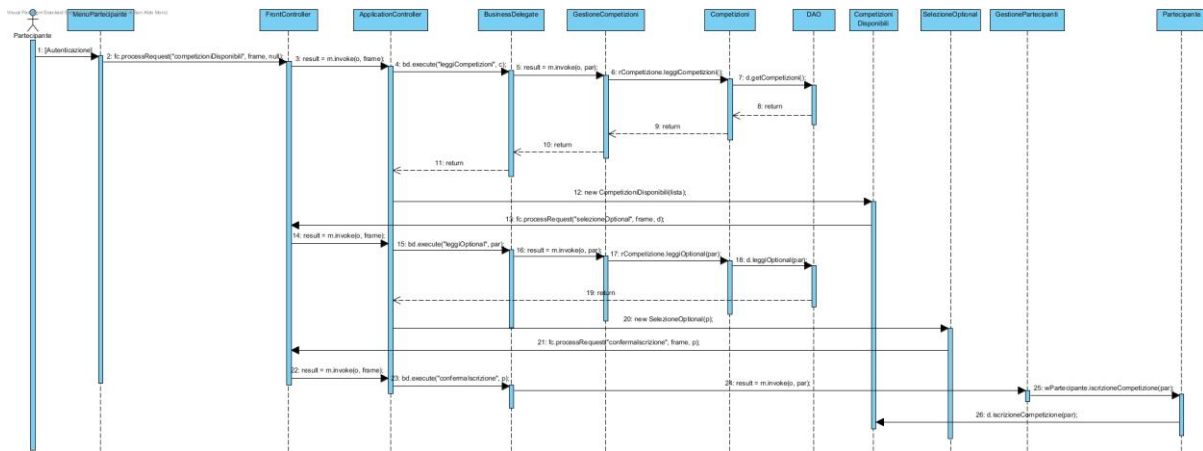 MenuPartecipante
FrontController
ApplicationController
BusinessDelegate
GestioneCompetizioni
Competizioni
DAO
Competizioni
Disponibili
SelezioneOptional
GestionePartecipanti
Partecipante
Partecipante
1: [Autenticazione]
2: fc.processRequest("competizioniDisponibili", frame, null);
3: result = m.invoke(o, frame);
4: bd.execute("leggiCompetizioni", c);
5: result = m.invoke(o, par);
6: rCompetizione.leggiCompetizioni();
7: d.getCompetizioni();
8: return
9: return
10: return
11: return
12: new CompetizioniDisponibili(lista);
13: fc.processRequest("selezioneOptional", frame, d);
14: result = m.invoke(o, frame);
15: bd.execute("leggiOptional", par);
16: result = m.invoke(o, par);
17: rCompetizione.leggiOptional(par);
18: d.leggiOptional(par);
19: return
20: new SelezioneOptional(p);
21: fc.processRequest("confermaIscrizione", frame, p);
22: result = m.invoke(o, frame);
23: bd.execute("confermaIscrizione", p);
24: result = m.invoke(o, par);
25: wPartecipante.iscrizioneCompetizione(par);
26: d.iscrizioneCompetizione(par);